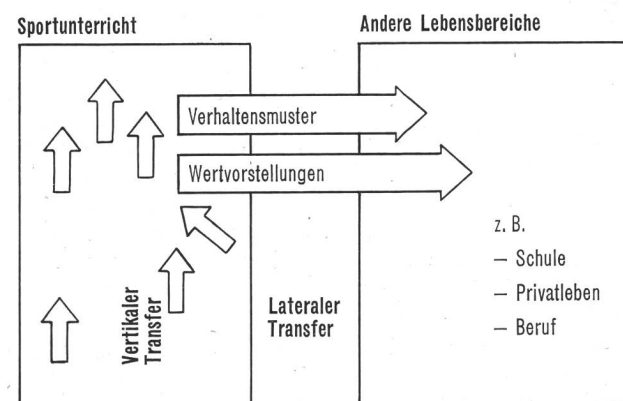 Sportunterricht
Andere Lebensbereiche
Verhaltensmuster
Wertvorstellungen
z. B.
– Schule
– Privatleben
– Beruf
Vertikaler
Transfer
Lateraler
Transfer